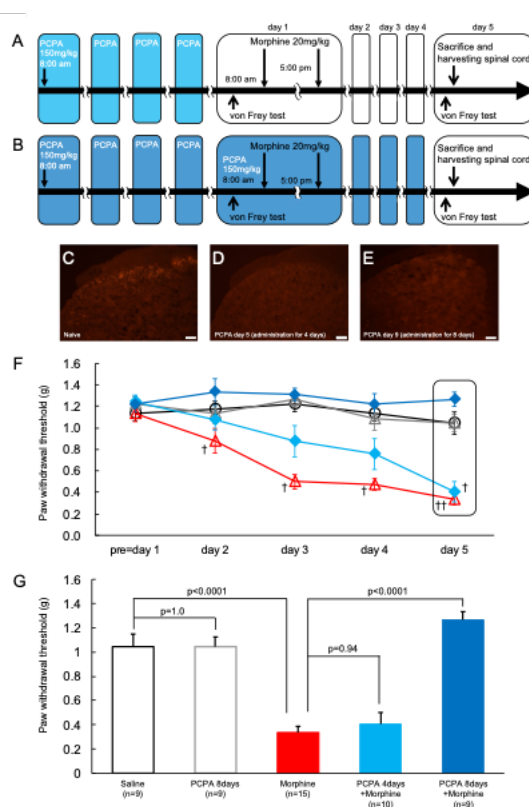 day 1 day 2 day 3 day 4 day 5
A
PCPA
150mg/kg
8:00 am
PCPA
PCPA
PCPA
Morphine 20mg/kg
5:00 pm
8:00 am
von Frey test
Sacrifice and
harvesting spinal cord
von Frey test
B
PCPA
150mg/kg
8:00 am
PCPA
PCPA
PCPA
Morphine 20mg/kg
PCPA
150mg/kg
8:00 am
5:00 pm
von Frey test
Sacrifice and
harvesting spinal cord
von Frey test
C
Naive
D
PCPA day 5 (administration for 4 days)
E
PCPA day 9 (administration for 8 days)
F
Paw withdrawal threshold (g)
1.6
1.4
1.2
1.0
0.8
0.6
0.4
0.2
0.0
†
†
†
†
††
pre=day 1 day 2 day 3 day 4 day 5
G
Paw withdrawal threshold (g)
1.6
1.4
1.2
1
0.8
0.6
0.4
0.2
0
p<0.0001
p=1.0
p<0.0001
p=0.94
Saline
(n=9)
PCPA 8days
(n=9)
Morphine
(n=15)
PCPA 4days
+Morphine
(n=10)
PCPA 8days
+Morphine
(n=9)